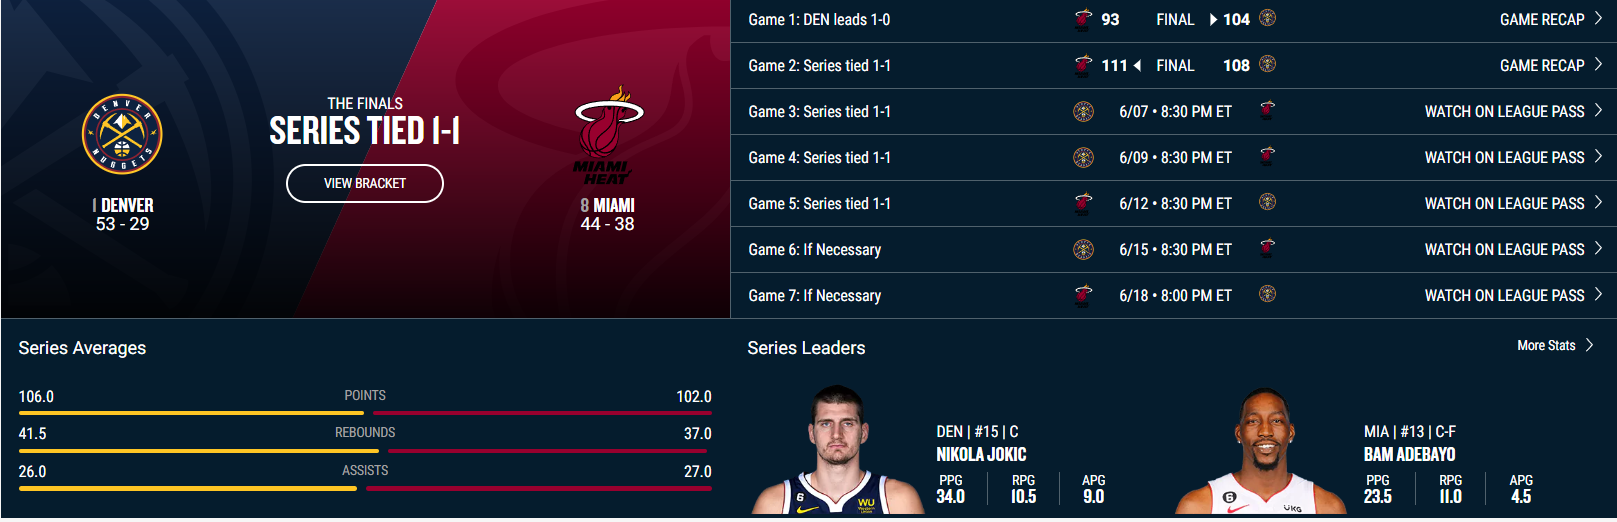 DENVER
NUGGETS
THE FINALS
SERIES TIED 1-1
VIEW BRACKET
MIAMI
HEAT
1 DENVER
53 - 29
8 MIAMI
44 - 38
Game 1: DEN leads 1-0 93 FINAL 104 GAME RECAP
Game 2: Series tied 1-1 111 FINAL 108 GAME RECAP
Game 3: Series tied 1-1 6/07 • 8:30 PM ET WATCH ON LEAGUE PASS
Game 4: Series tied 1-1 6/09 • 8:30 PM ET WATCH ON LEAGUE PASS
Game 5: Series tied 1-1 6/12 • 8:30 PM ET WATCH ON LEAGUE PASS
Game 6: If Necessary 6/15 • 8:30 PM ET WATCH ON LEAGUE PASS
Game 7: If Necessary 6/18 • 8:00 PM ET WATCH ON LEAGUE PASS
Series Averages
106.0 POINTS 102.0
41.5 REBOUNDS 37.0
26.0 ASSISTS 27.0
Series Leaders
More Stats
DEN | #15 | C
NIKOLA JOKIC
PPG RPG APG
34.0 10.5 9.0
6 WU
MIA | #13 | C-F
BAM ADEBAYO
PPG RPG APG
23.5 11.0 4.5
6 UKG